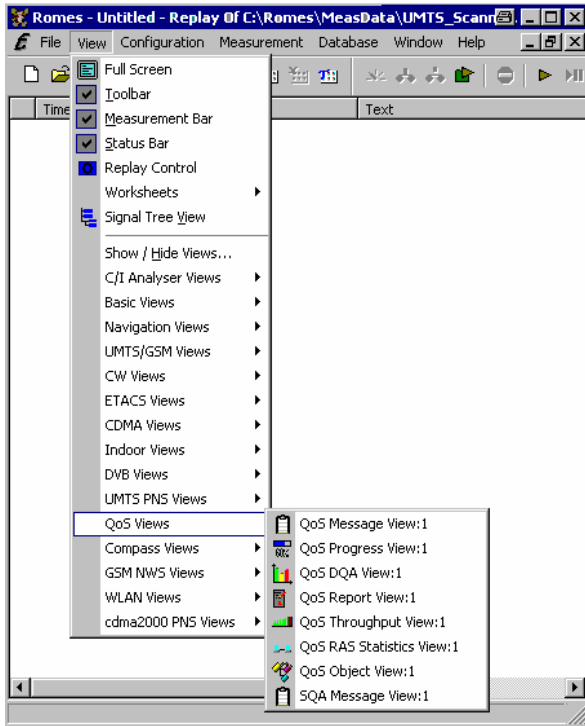 Romes - Untitled - Replay Of C:\Romes\MeasData\UMTS_Scann
File View Configuration Measurement Database Window Help
Time Text
Full Screen
Toolbar
Measurement Bar
Status Bar
Replay Control
Worksheets
Signal Tree View
Show / Hide Views...
C/I Analyser Views
Basic Views
Navigation Views
UMTS/GSM Views
CW Views
ETACS Views
CDMA Views
Indoor Views
DVB Views
UMTS PNS Views
QoS Views
Compass Views
GSM NWS Views
WLAN Views
cdma2000 PNS Views
QoS Message View:1
60% QoS Progress View:1
QoS DQA View:1
QoS Report View:1
QoS Throughput View:1
QoS RAS Statistics View:1
QoS Object View:1
SQA Message View:1